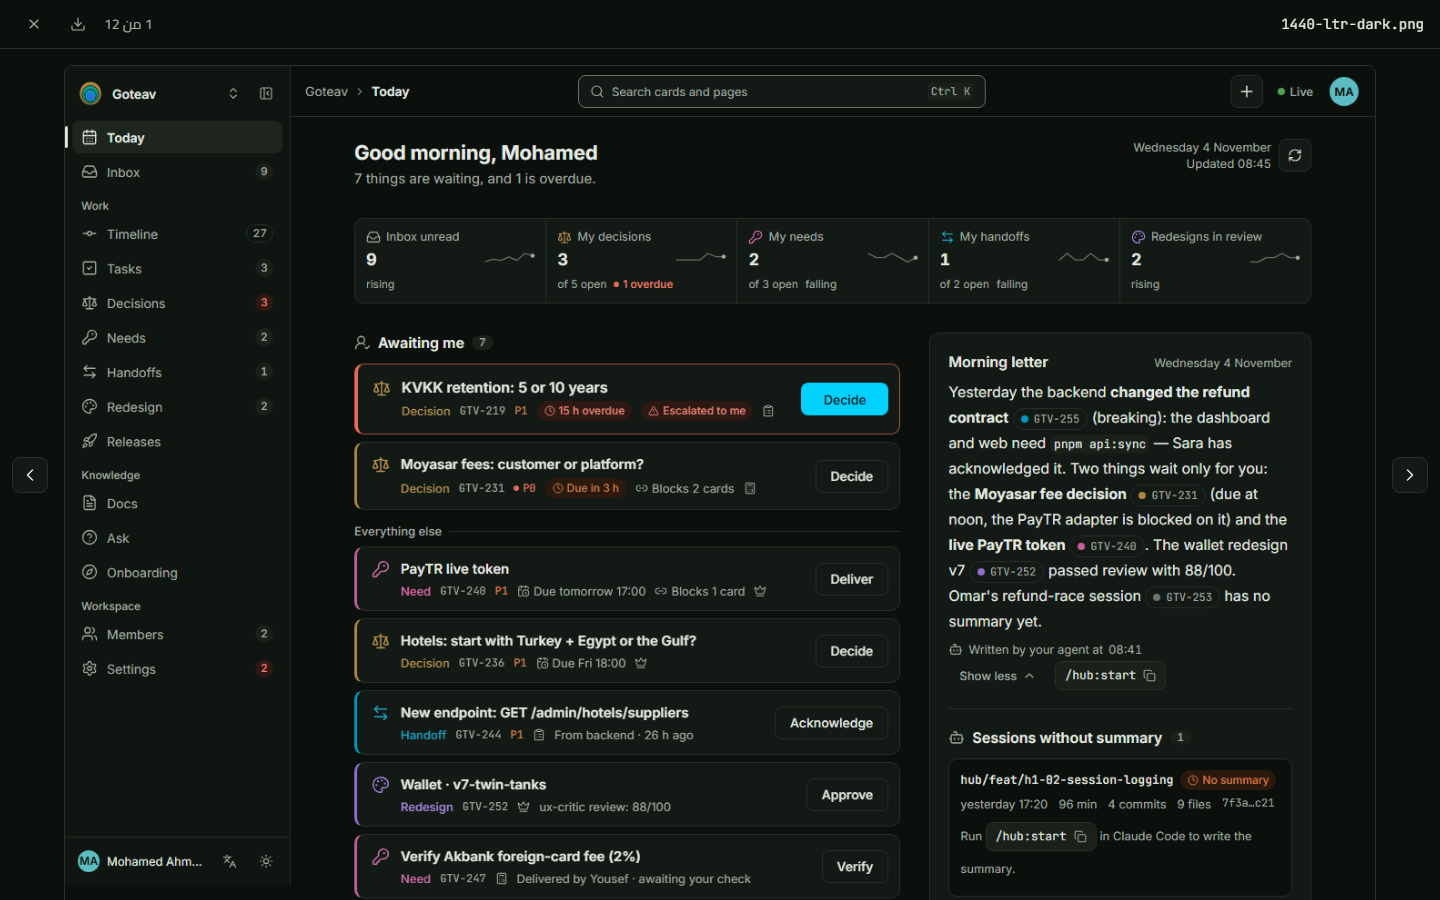 1 من 12
1440-ltr-dark.png
Goteav
Today
Inbox 9
Work
Timeline 27
Tasks 3
Decisions 3
Needs 2
Handoffs 1
Redesign 2
Releases
Knowledge
Docs
Ask
Onboarding
Workspace
Members 2
Settings 2
MA Mohamed Ahm...
Goteav > Today
Search cards and pages Ctrl K
Live
MA
Good morning, Mohamed
7 things are waiting, and 1 is overdue.
Wednesday 4 November
Updated 08:45
Inbox unread
9
rising
My decisions
3
of 5 open 1 overdue
My needs
2
of 3 open falling
My handoffs
1
of 2 open falling
Redesigns in review
2
rising
Awaiting me 7
KVKK retention: 5 or 10 years
Decision GTV-219 P1 15 h overdue Escalated to me
Decide
Moyasar fees: customer or platform?
Decision GTV-231 P0 Due in 3 h Blocks 2 cards
Decide
Everything else
PayTR live token
Need GTV-240 P1 Due tomorrow 17:00 Blocks 1 card
Deliver
Hotels: start with Turkey + Egypt or the Gulf?
Decision GTV-236 P1 Due Fri 18:00
Decide
New endpoint: GET /admin/hotels/suppliers
Handoff GTV-244 P1 From backend · 26 h ago
Acknowledge
Wallet · v7-twin-tanks
Redesign GTV-252 ux-critic review: 88/100
Approve
Verify Akbank foreign-card fee (2%)
Need GTV-247 Delivered by Yousef · awaiting your check
Verify
Morning letter Wednesday 4 November
Yesterday the backend changed the refund
contract GTV-255 (breaking): the dashboard
and web need pnpm api:sync — Sara has
acknowledged it. Two things wait only for you:
the Moyasar fee decision GTV-231 (due at
noon, the PayTR adapter is blocked on it) and the
live PayTR token GTV-240. The wallet redesign
v7 GTV-252 passed review with 88/100.
Omar's refund-race session GTV-253 has no
summary yet.
Written by your agent at 08:41
Show less /hub:start
Sessions without summary 1
hub/feat/h1-02-session-logging No summary
yesterday 17:20 96 min 4 commits 9 files 7f3a…c21
Run /hub:start in Claude Code to write the
summary.